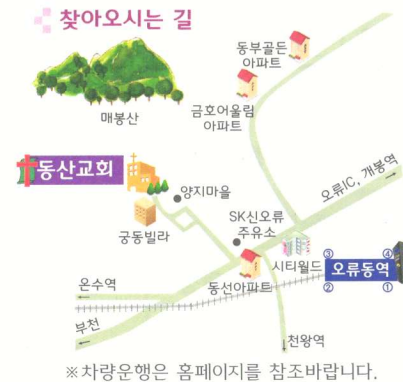 찾아오시는 길
동부골든
아파트
매봉산
금호어울림
아파트
동산교회
양지마을
오류IC, 개봉역
궁동빌라
SK신오류
주유소
③
④
시티월드
오류동역
온수역
동선아파트
②
①
부천
천왕역
※차량운행은 홈페이지를 참조바랍니다.